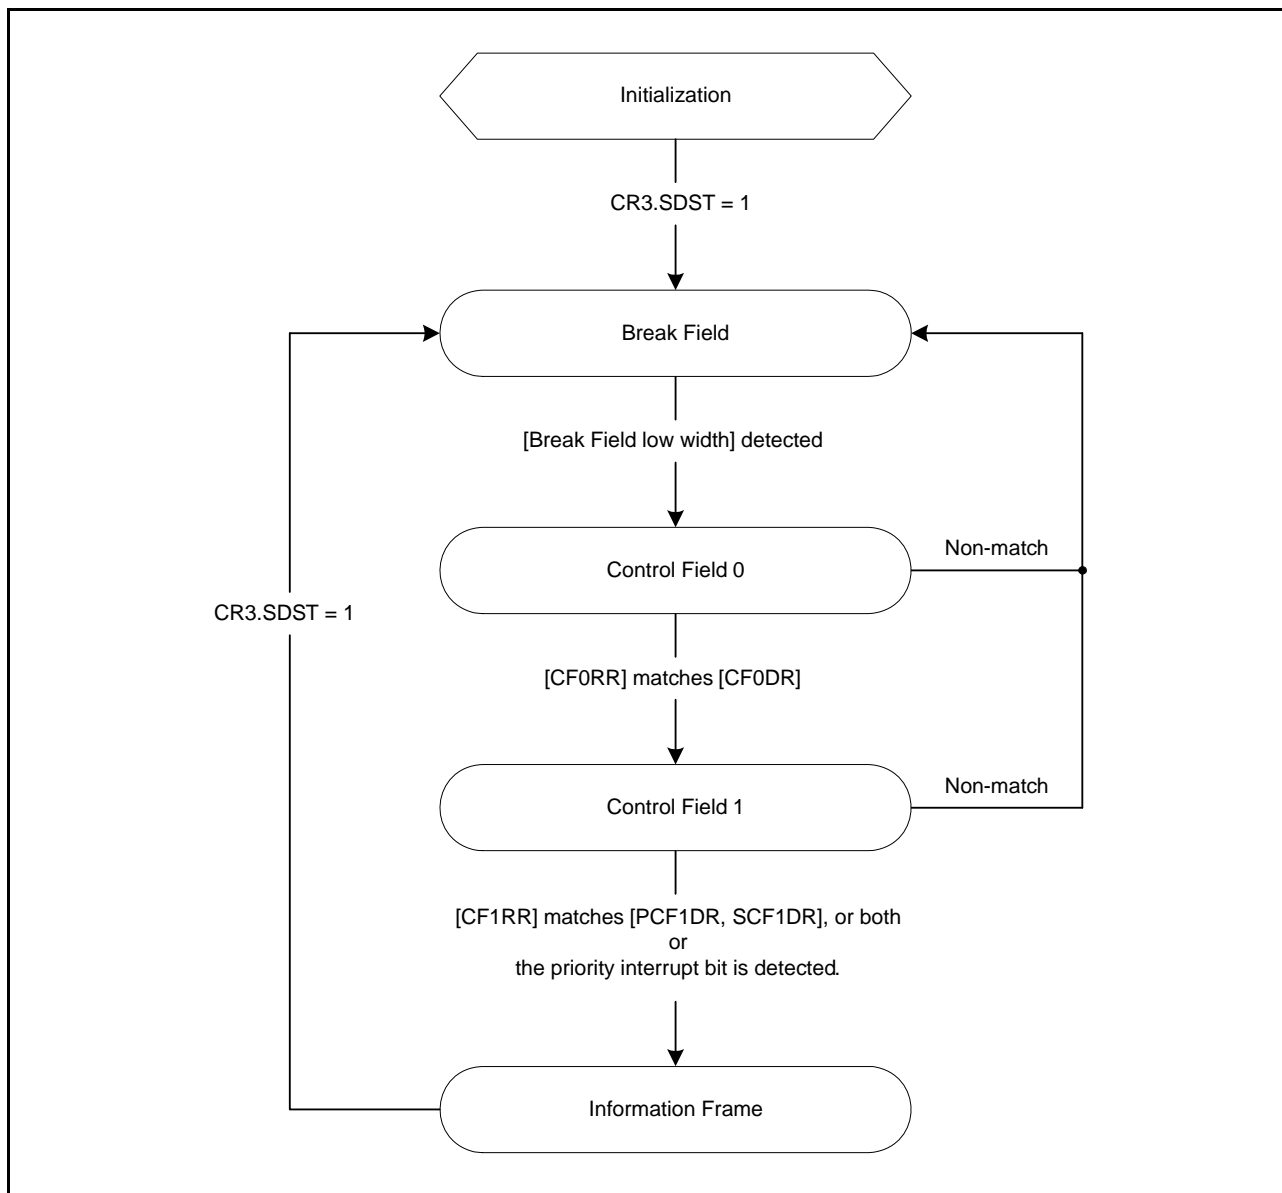 Initialization
CR3.SDST = 1
Break Field
[Break Field low width] detected
Non-match
Control Field 0
CR3.SDST = 1
[CF0RR] matches [CF0DR]
Non-match
Control Field 1
[CF1RR] matches [PCF1DR, SCF1DR], or both
or
the priority interrupt bit is detected.
Information Frame